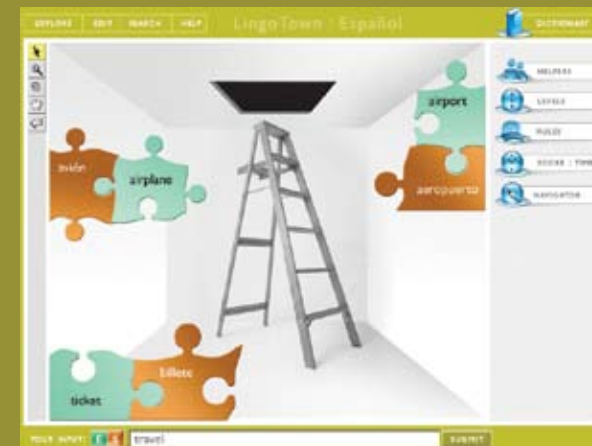 EXPLORE EDIT SEARCH HELP LingoTown : Español DICTIONARY
HELPERS
LEVELS
RULES
SCORE : TIME
NAVIGATOR
airport
aeropuerto
avión
airplane
billete
ticket
YOUR INPUT: E S travel SUBMIT